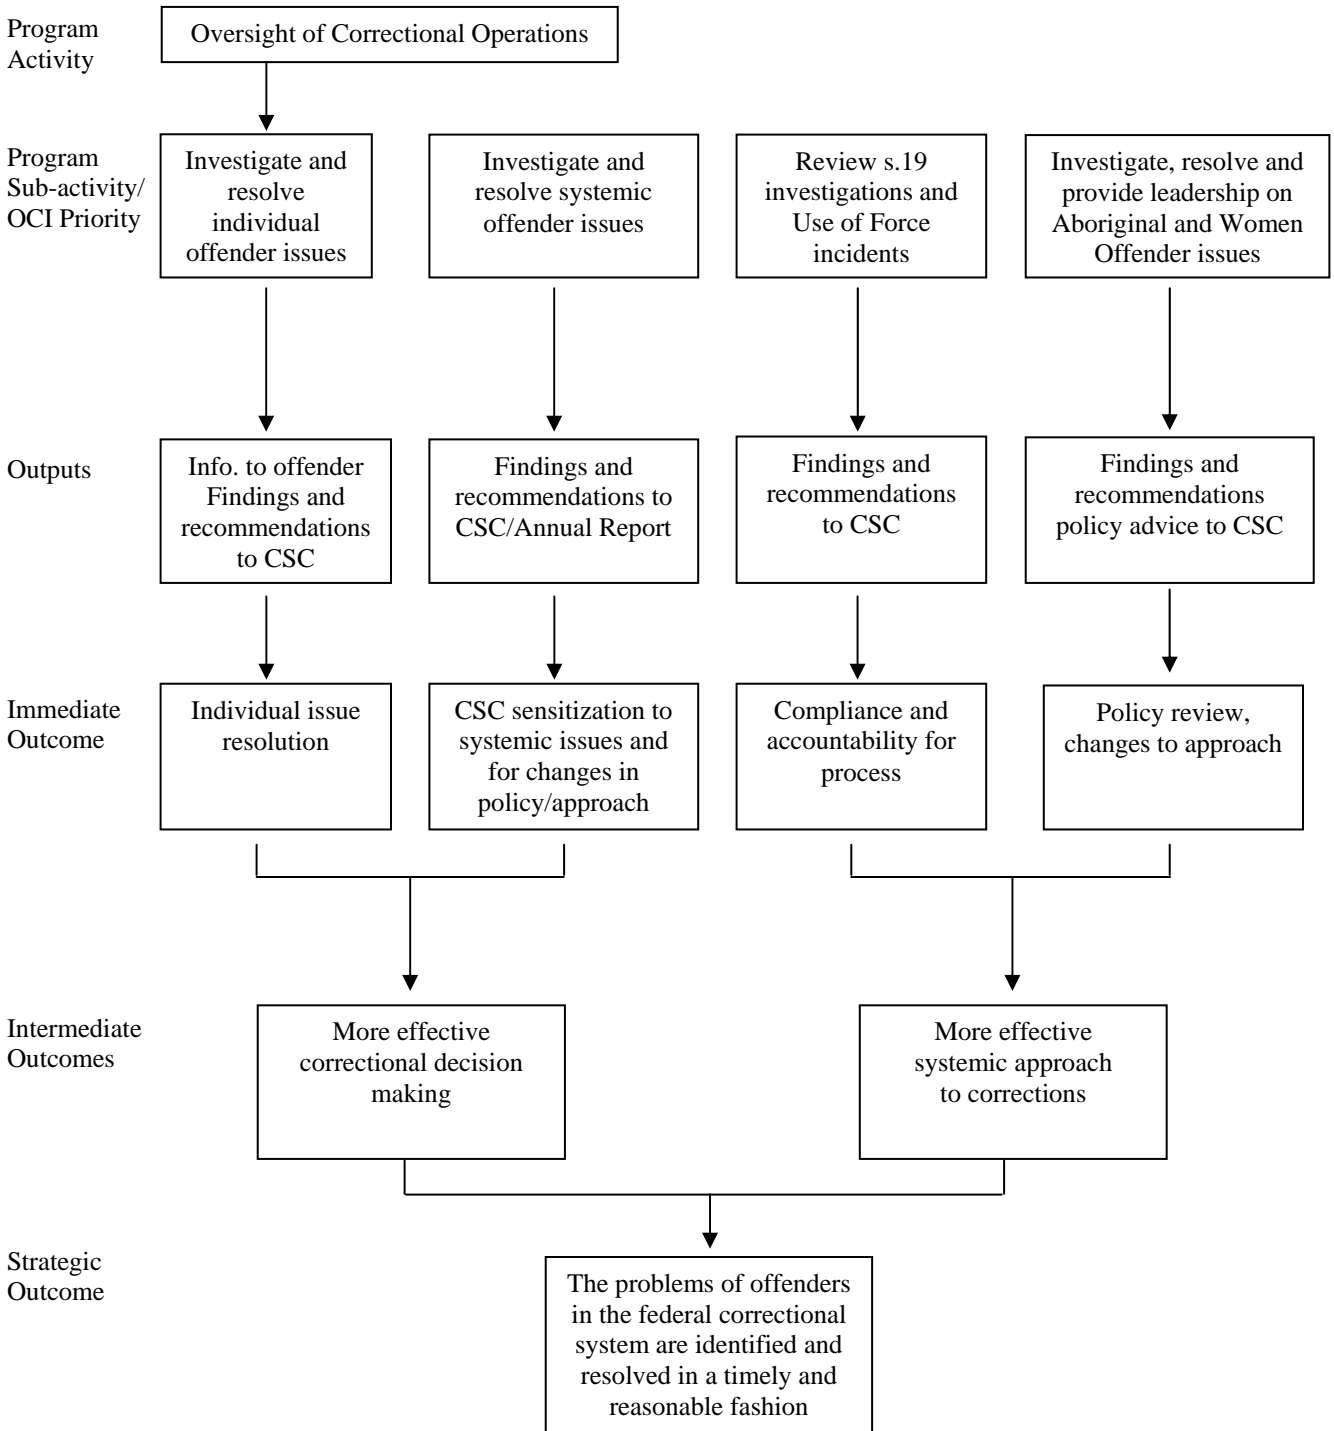 Program
Activity
Oversight of Correctional Operations
Program
Sub-activity/
OCI Priority
Investigate and
resolve
individual
offender issues
Investigate and
resolve systemic
offender issues
Review s.19
investigations and
Use of Force
incidents
Investigate, resolve and
provide leadership on
Aboriginal and Women
Offender issues
Outputs
Info. to offender
Findings and
recommendations
to CSC
Findings and
recommendations to
CSC/Annual Report
Findings and
recommendations
to CSC
Findings and
recommendations
policy advice to CSC
Immediate
Outcome
Individual issue
resolution
CSC sensitization to
systemic issues and
for changes in
policy/approach
Compliance and
accountability for
process
Policy review,
changes to approach
Intermediate
Outcomes
More effective
correctional decision
making
More effective
systemic approach
to corrections
Strategic
Outcome
The problems of offenders
in the federal correctional
system are identified and
resolved in a timely and
reasonable fashion